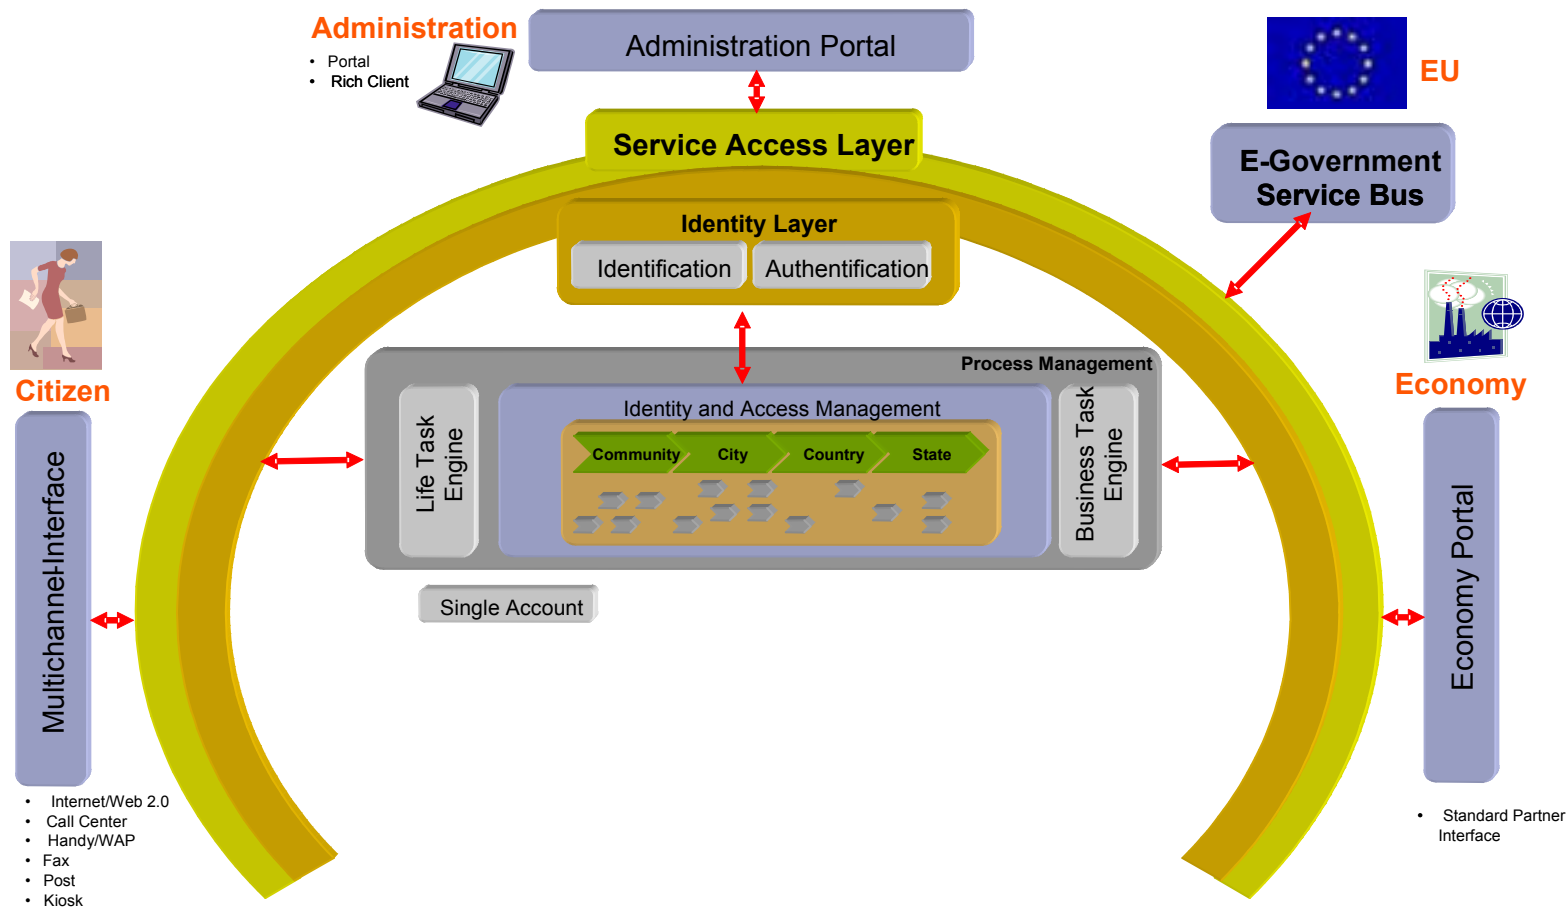 Administration
• Portal
• Rich Client
Administration Portal
EU
Service Access Layer
E-Government
Service Bus
Identity Layer
Identification
Authentification
Citizen
Multichannel-Interface
• Internet/Web 2.0
• Call Center
• Handy/WAP
• Fax
• Post
• Kiosk
Process Management
Life Task
Engine
Identity and Access Management
Community
City
Country
State
Business Task
Engine
Single Account
Economy
Economy Portal
• Standard Partner
Interface